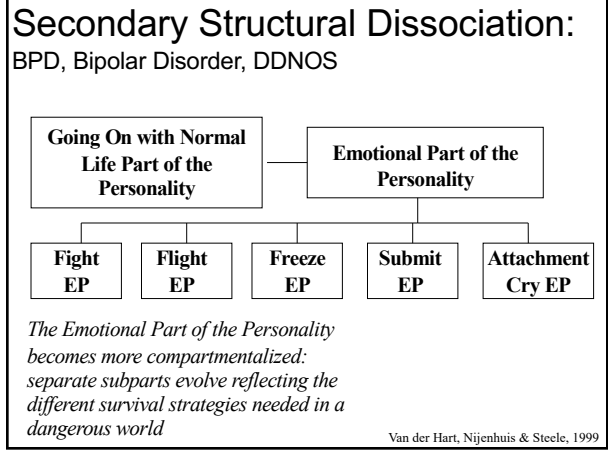 Secondary Structural Dissociation:
BPD, Bipolar Disorder, DDNOS
Going On with Normal
Life Part of the
Personality
Emotional Part of the
Personality
Fight
EP
Flight
EP
Freeze
EP
Submit
EP
Attachment
Cry EP
The Emotional Part of the Personality
becomes more compartmentalized:
separate subparts evolve reflecting the
different survival strategies needed in a
dangerous world
Van der Hart, Nijenhuis & Steele, 1999